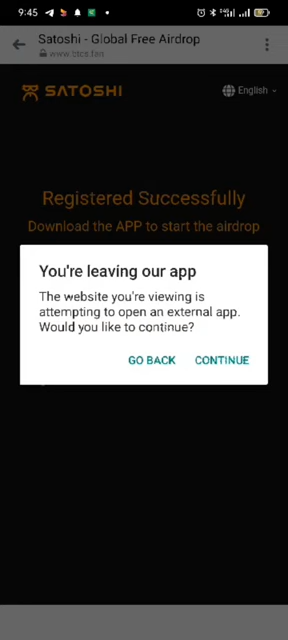 9:45
Satoshi - Global Free Airdrop
www.btcs.fan
SATOSHI
English
Registered Successfully
Download the APP to start the airdrop
You're leaving our app
The website you're viewing is
attempting to open an external app.
Would you like to continue?
GO BACK
CONTINUE